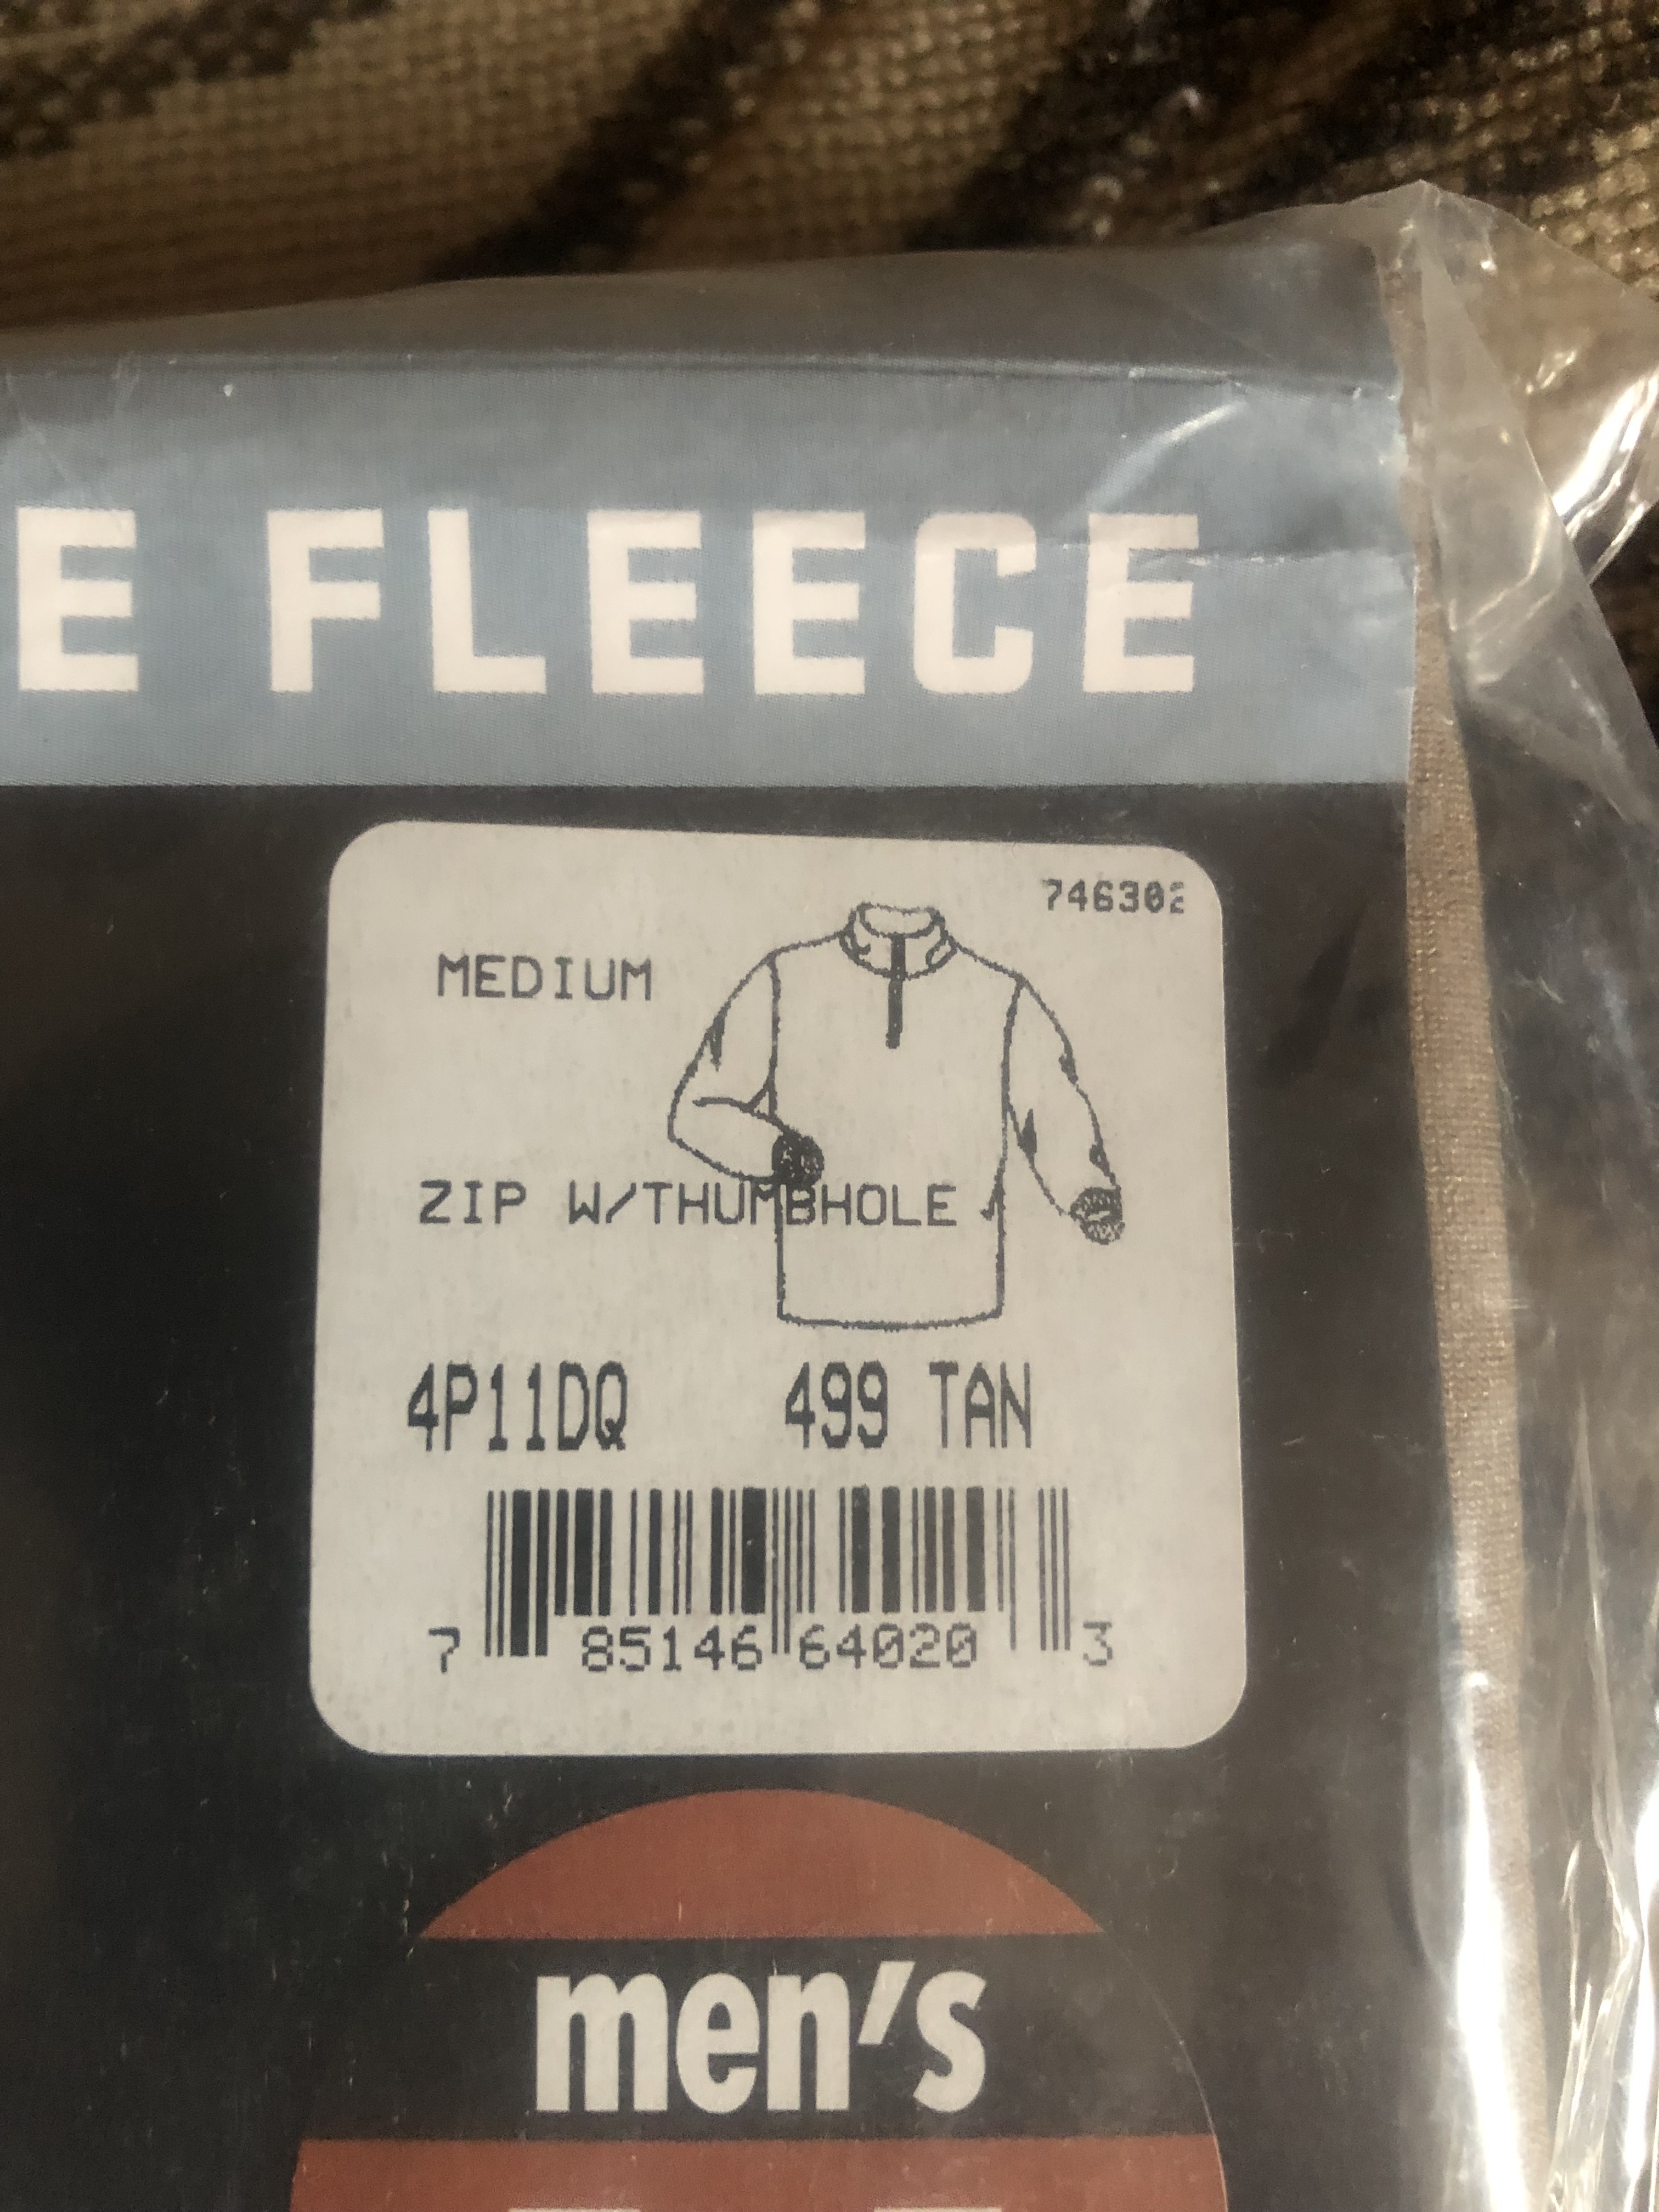 E FLEECE
746302
MEDIUM
ZIP W/THUMBHOLE
4P11DQ 499 TAN
7 85146 64020 3
men's